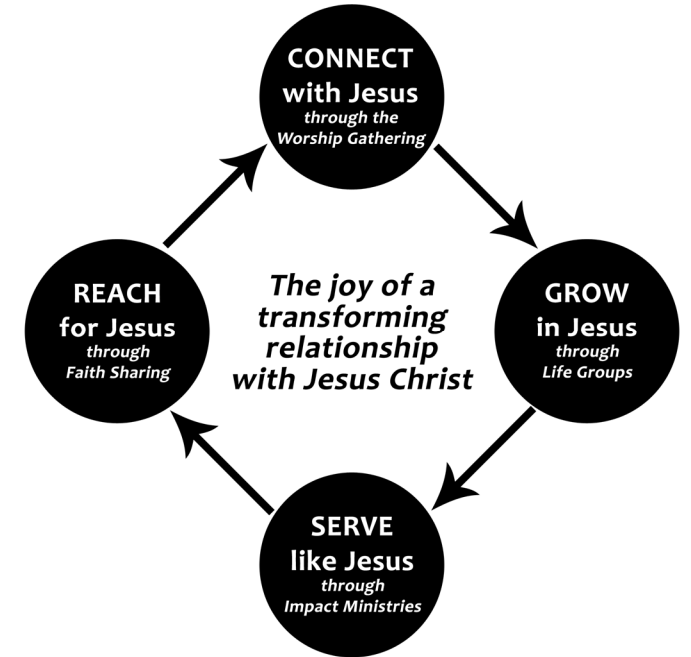 CONNECT
with Jesus
through the
Worship Gathering
GROW
in Jesus
through
Life Groups
SERVE
like Jesus
through
Impact Ministries
REACH
for Jesus
through
Faith Sharing
The joy of a
transforming
relationship
with Jesus Christ